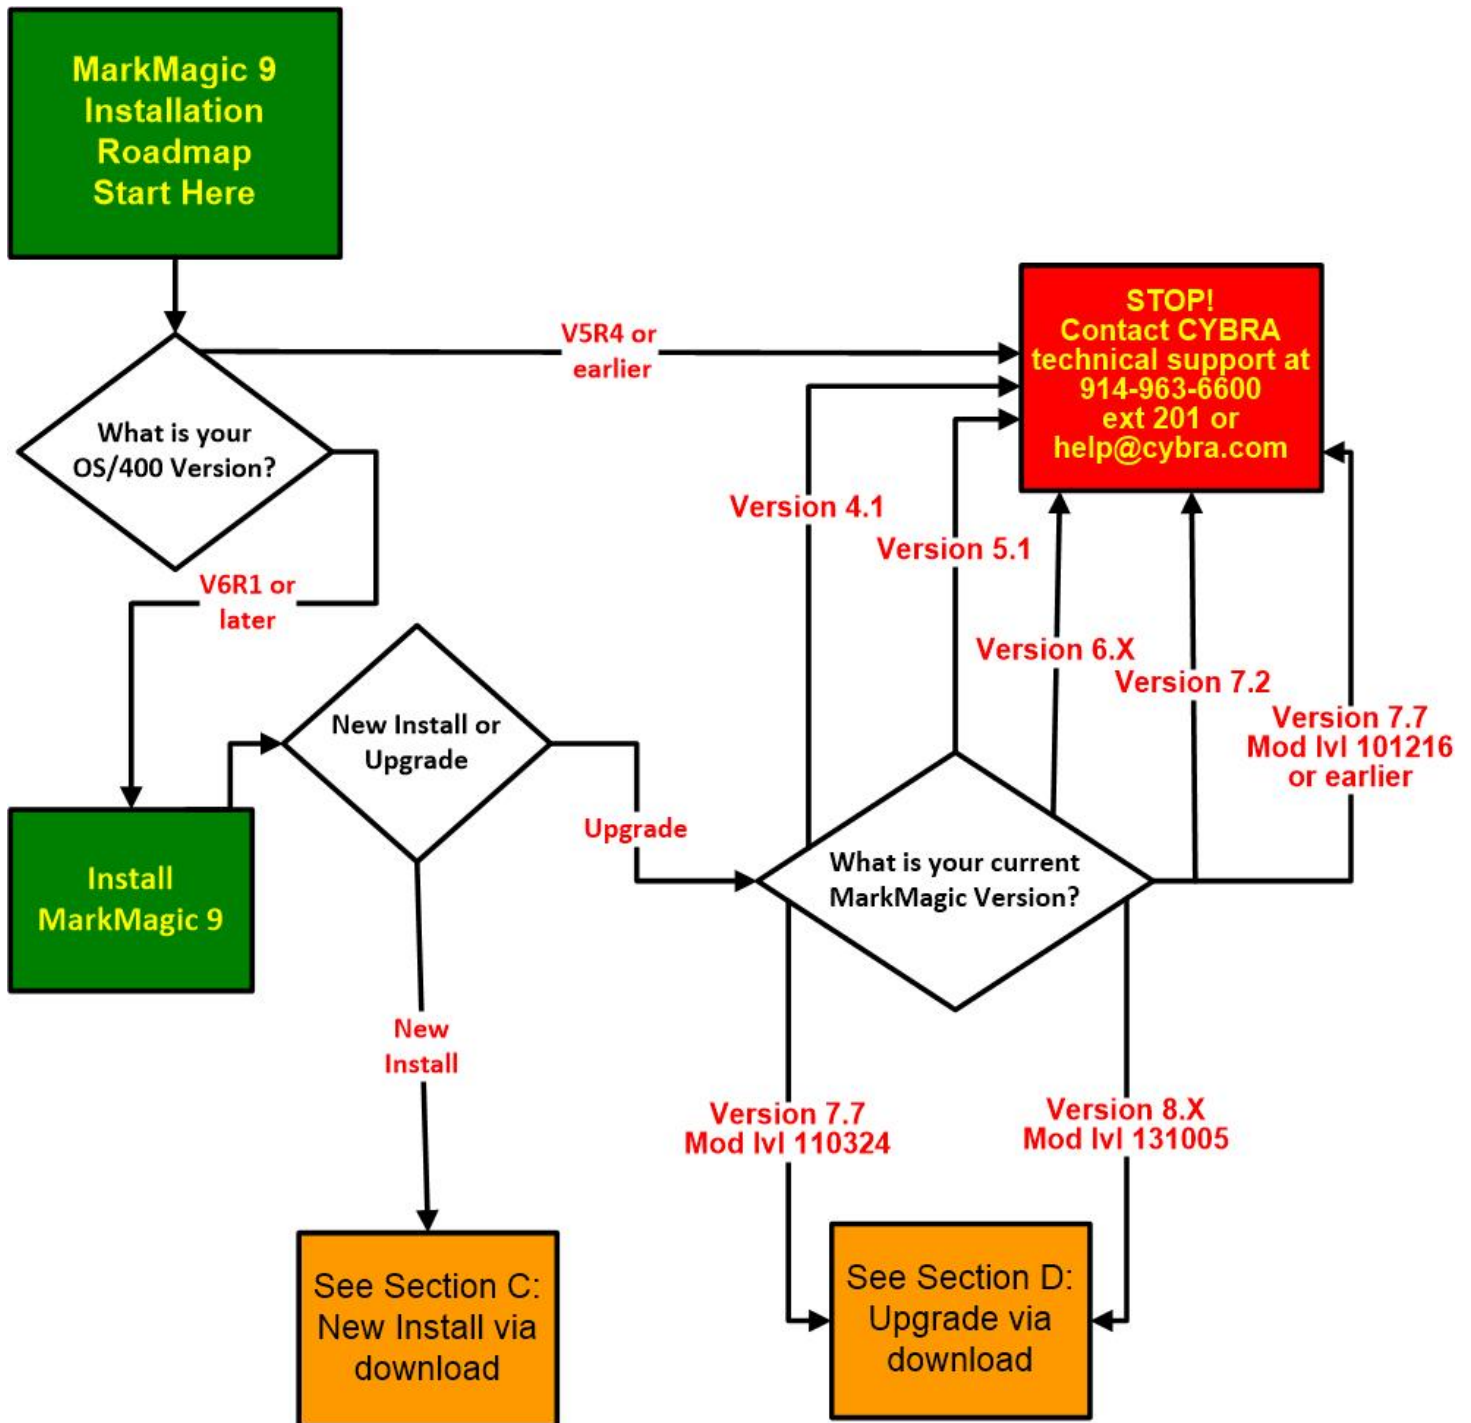 MarkMagic 9
Installation
Roadmap
Start Here
V5R4 or
earlier
STOP!
Contact CYBRA
technical support at
914-963-6600
ext 201 or
help@cybra.com
What is your
OS/400 Version?
V6R1 or
later
Version 4.1
Version 5.1
Version 6.X
Version 7.2
Version 7.7
Mod lvl 101216
or earlier
New Install or
Upgrade
Upgrade
Install
MarkMagic 9
What is your current
MarkMagic Version?
New
Install
Version 7.7
Mod lvl 110324
Version 8.X
Mod lvl 131005
See Section C:
New Install via
download
See Section D:
Upgrade via
download